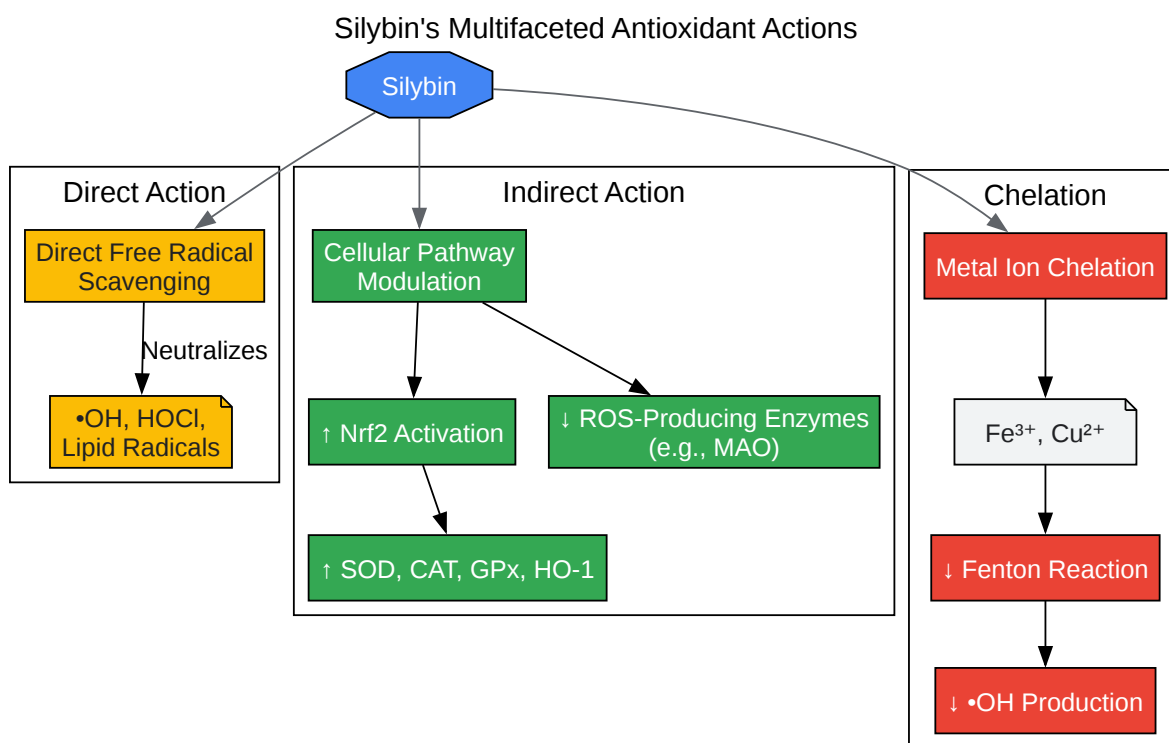 Silybin's Multifaceted Antioxidant Actions
Silybin
Direct Action
Direct Free Radical
Scavenging
Neutralizes
•OH, HOCl,
Lipid Radicals
Indirect Action
Cellular Pathway
Modulation
↑ Nrf2 Activation
↓ ROS-Producing Enzymes
(e.g., MAO)
↑ SOD, CAT, GPx, HO-1
Chelation
Metal Ion Chelation
Fe³⁺, Cu²⁺
↓ Fenton Reaction
↓ •OH Production